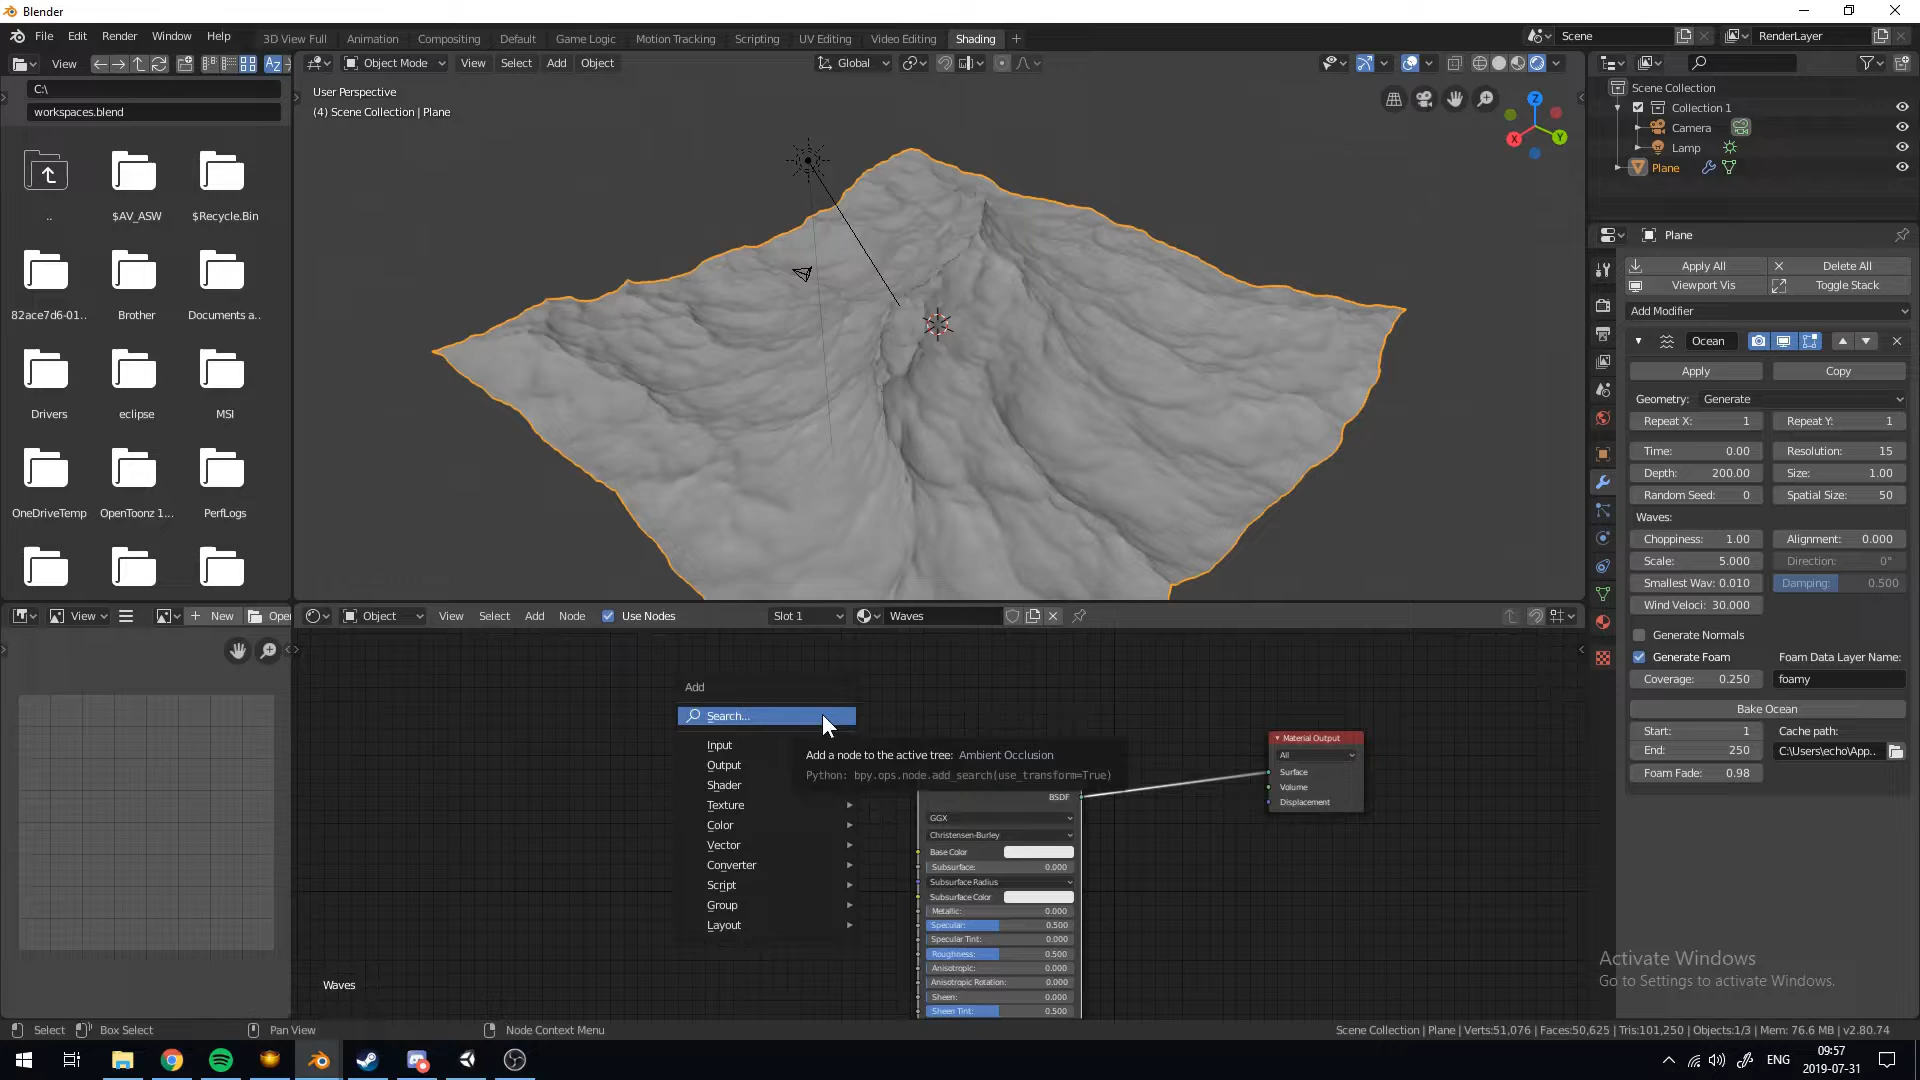 Blender
File Edit Render Window Help
3D View Full Animation Compositing Default Game Logic Motion Tracking Scripting UV Editing Video Editing Shading +
Scene
RenderLayer
View
AZ
C:\
workspaces.blend
..
$AV_ASW
$Recycle.Bin
82ace7d6-01..
Brother
Documents a..
Drivers
eclipse
MSI
OneDriveTemp
OpenToonz 1...
PerfLogs
Object Mode View Select Add Object
Global
User Perspective
(4) Scene Collection | Plane
Z
X
Y
Scene Collection
Collection 1
Camera
Lamp
Plane
Plane
Apply All
Delete All
Viewport Vis
Toggle Stack
Add Modifier
Ocean
Apply
Copy
Geometry: Generate
Repeat X: 1
Repeat Y: 1
Time: 0.00
Resolution: 15
Depth: 200.00
Size: 1.00
Random Seed: 0
Spatial Size: 50
Waves:
Choppiness: 1.00
Alignment: 0.000
Scale: 5.000
Direction: 0°
Smallest Wav: 0.010
Damping: 0.500
Wind Veloci: 30.000
Generate Normals
Generate Foam
Foam Data Layer Name:
Coverage: 0.250
foamy
Bake Ocean
Start: 1
Cache path:
End: 250
C:\Users\echo\App..
Foam Fade: 0.98
View
+ New
Open
Object View Select Add Node Use Nodes
Slot 1
Waves
Add
Search...
Input
Output
Shader
Texture
Color
Vector
Converter
Script
Group
Layout
Add a node to the active tree: Ambient Occlusion
Python: bpy.ops.node.add_search(use_transform=True)
BSDF
GGX
Christensen-Burley
Base Color
Subsurface: 0.000
Subsurface Radius
Subsurface Color
Metallic: 0.000
Specular: 0.500
Specular Tint: 0.000
Roughness: 0.500
Anisotropic: 0.000
Anisotropic Rotation: 0.000
Sheen: 0.000
Sheen Tint: 0.500
Material Output
All
Surface
Volume
Displacement
Waves
Activate Windows
Go to Settings to activate Windows.
Select
Box Select
Pan View
Node Context Menu
Scene Collection | Plane | Verts:51,076 | Faces:50,625 | Tris:101,250 | Objects:1/3 | Mem: 76.6 MB | v2.80.74
ENG
09:57
2019-07-31